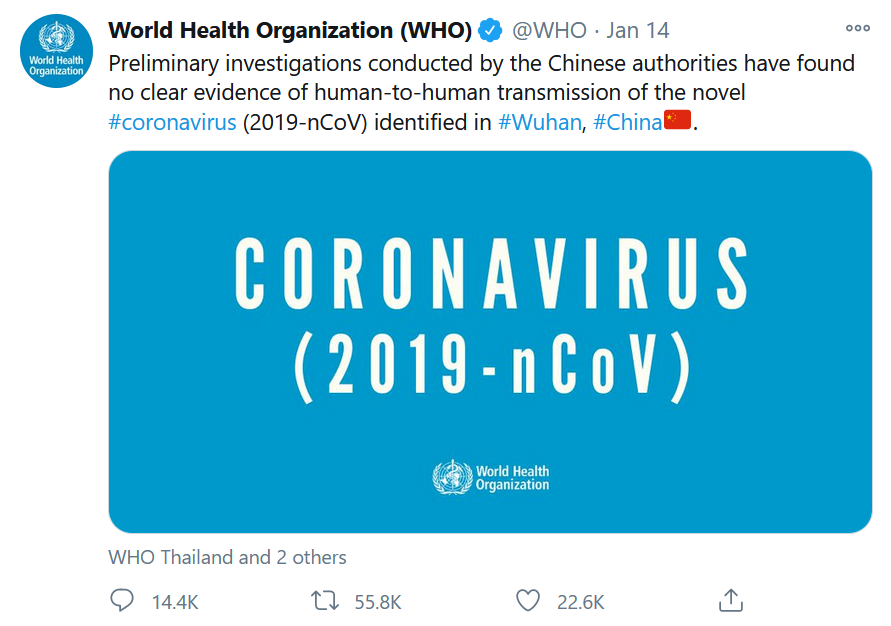 World Health Organization (WHO) @WHO · Jan 14
Preliminary investigations conducted by the Chinese authorities have found
no clear evidence of human-to-human transmission of the novel
#coronavirus (2019-nCoV) identified in #Wuhan, #China🇨🇳.
World Health
Organization
CORONAVIRUS
(2019-nCoV)
World Health
Organization
WHO Thailand and 2 others
14.4K 55.8K 22.6K